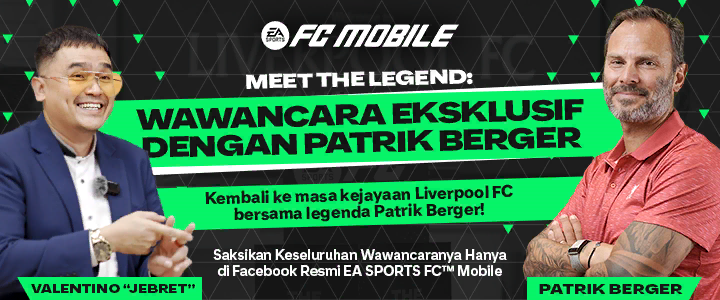 EA SPORTS FC MOBILE
MEET THE LEGEND:
WAWANCARA EKSKLUSIF
DENGAN PATRIK BERGER
Kembali ke masa kejayaan Liverpool FC
bersama legenda Patrik Berger!
Saksikan Keseluruhan Wawancaranya Hanya
di Facebook Resmi EA SPORTS FC™ Mobile
VALENTINO “JEBRET”
PATRIK BERGER